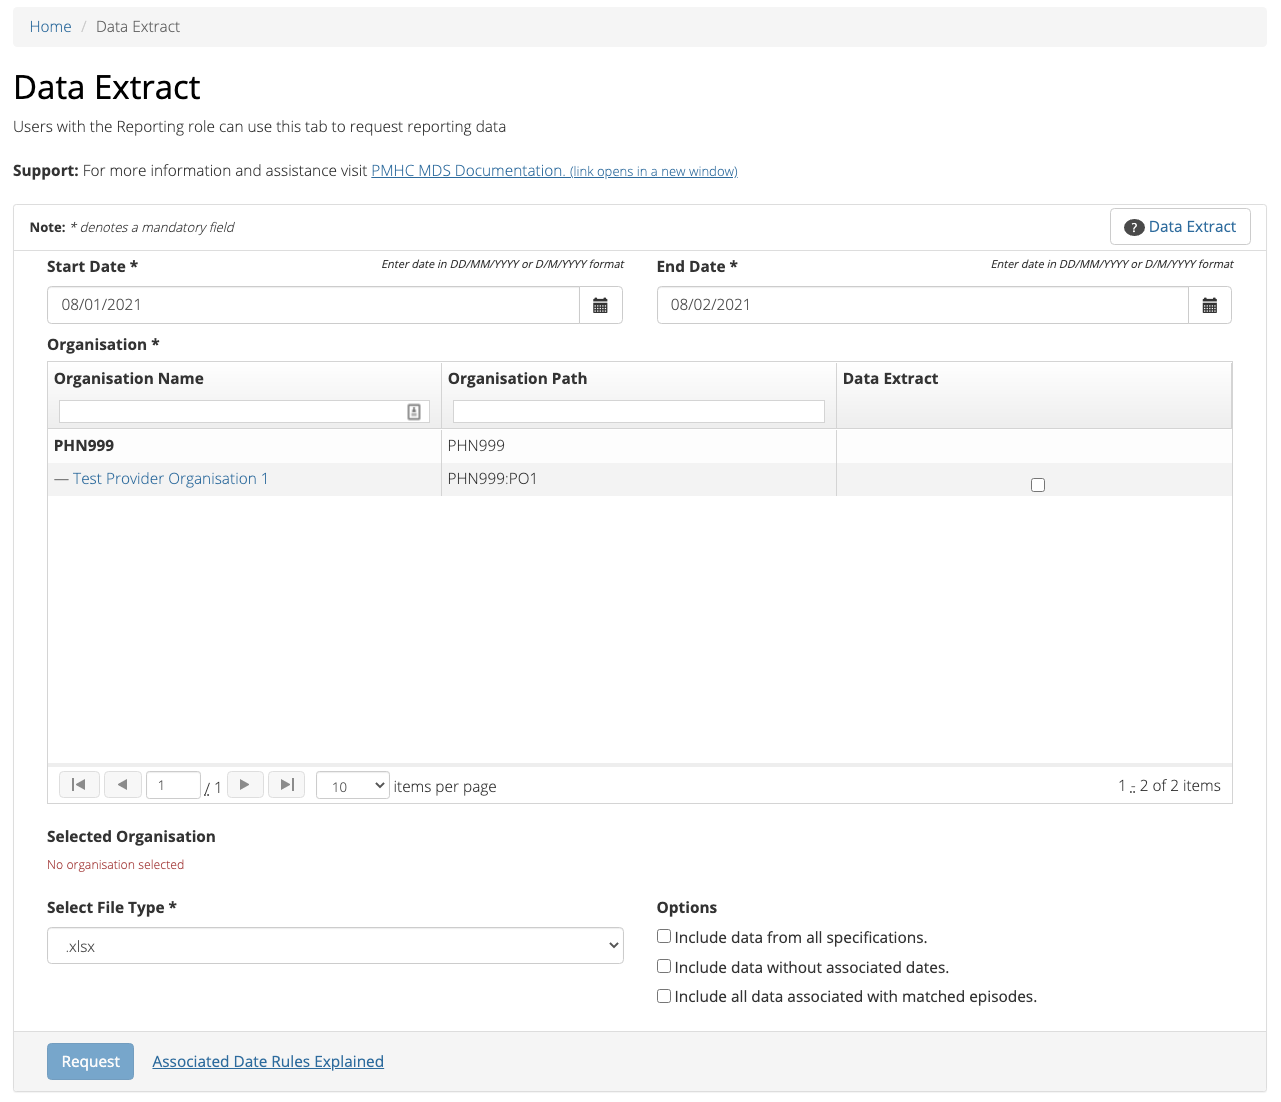 Home / Data Extract
Data Extract
Users with the Reporting role can use this tab to request reporting data
Support: For more information and assistance visit PMHC MDS Documentation. (link opens in a new window)
Note: * denotes a mandatory field
? Data Extract
Start Date *
Enter date in DD/MM/YYYY or D/M/YYYY format
End Date *
Enter date in DD/MM/YYYY or D/M/YYYY format
08/01/2021
08/02/2021
Organisation *
Organisation Name
Organisation Path
Data Extract
PHN999
PHN999
— Test Provider Organisation 1
PHN999:PO1
1 / 1
10 items per page
1 - 2 of 2 items
Selected Organisation
No organisation selected
Select File Type *
Options
.xlsx
Include data from all specifications.
Include data without associated dates.
Include all data associated with matched episodes.
Request
Associated Date Rules Explained